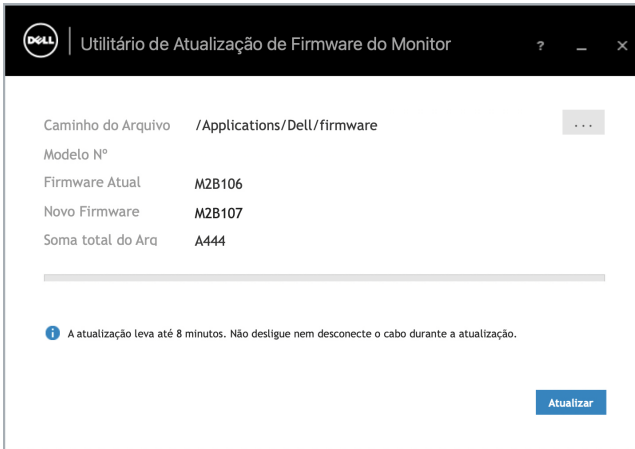 DELL
Utilitário de Atualização de Firmware do Monitor ? _ ×
Caminho do Arquivo /Applications/Dell/firmware ...
Modelo Nº
Firmware Atual M2B106
Novo Firmware M2B107
Soma total do Arq A444
A atualização leva até 8 minutos. Não desligue nem desconecte o cabo durante a atualização.
Atualizar